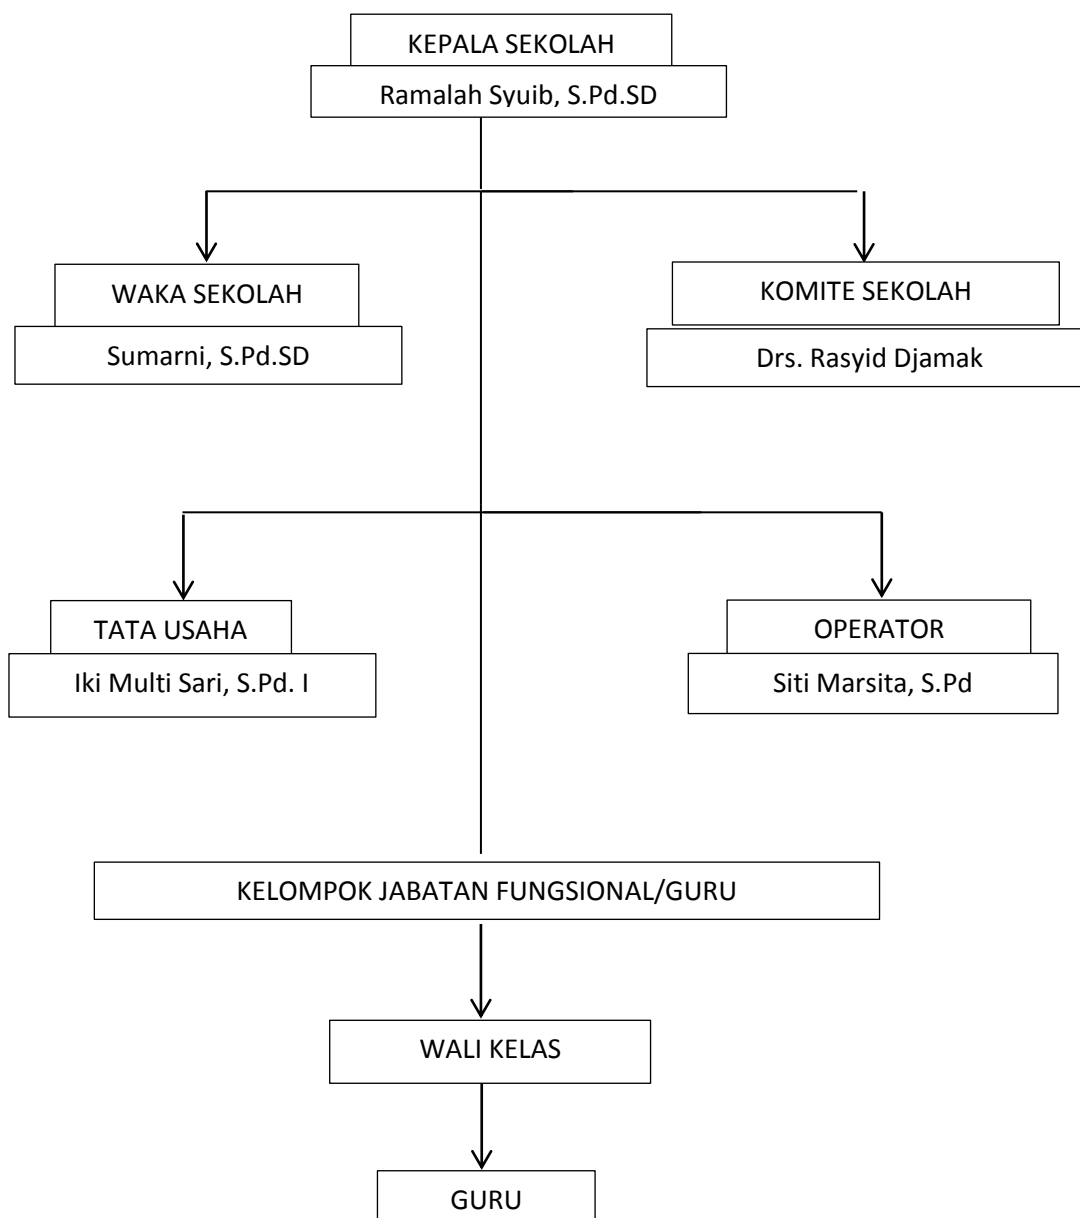 KEPALA SEKOLAH
Ramalah Syuib, S.Pd.SD
WAKA SEKOLAH
Sumarni, S.Pd.SD
KOMITE SEKOLAH
Drs. Rasyid Djamak
TATA USAHA
Iki Multi Sari, S.Pd. I
OPERATOR
Siti Marsita, S.Pd
KELOMPOK JABATAN FUNGSIONAL/GURU
WALI KELAS
GURU